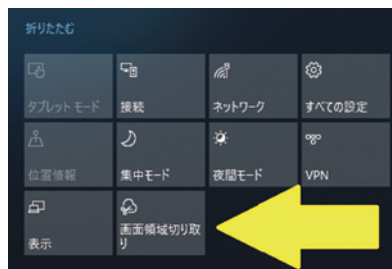 折りたたむ
タブレット モード
接続
ネットワーク
すべての設定
位置情報
集中モード
夜間モード
VPN
表示
画面領域切り取
り